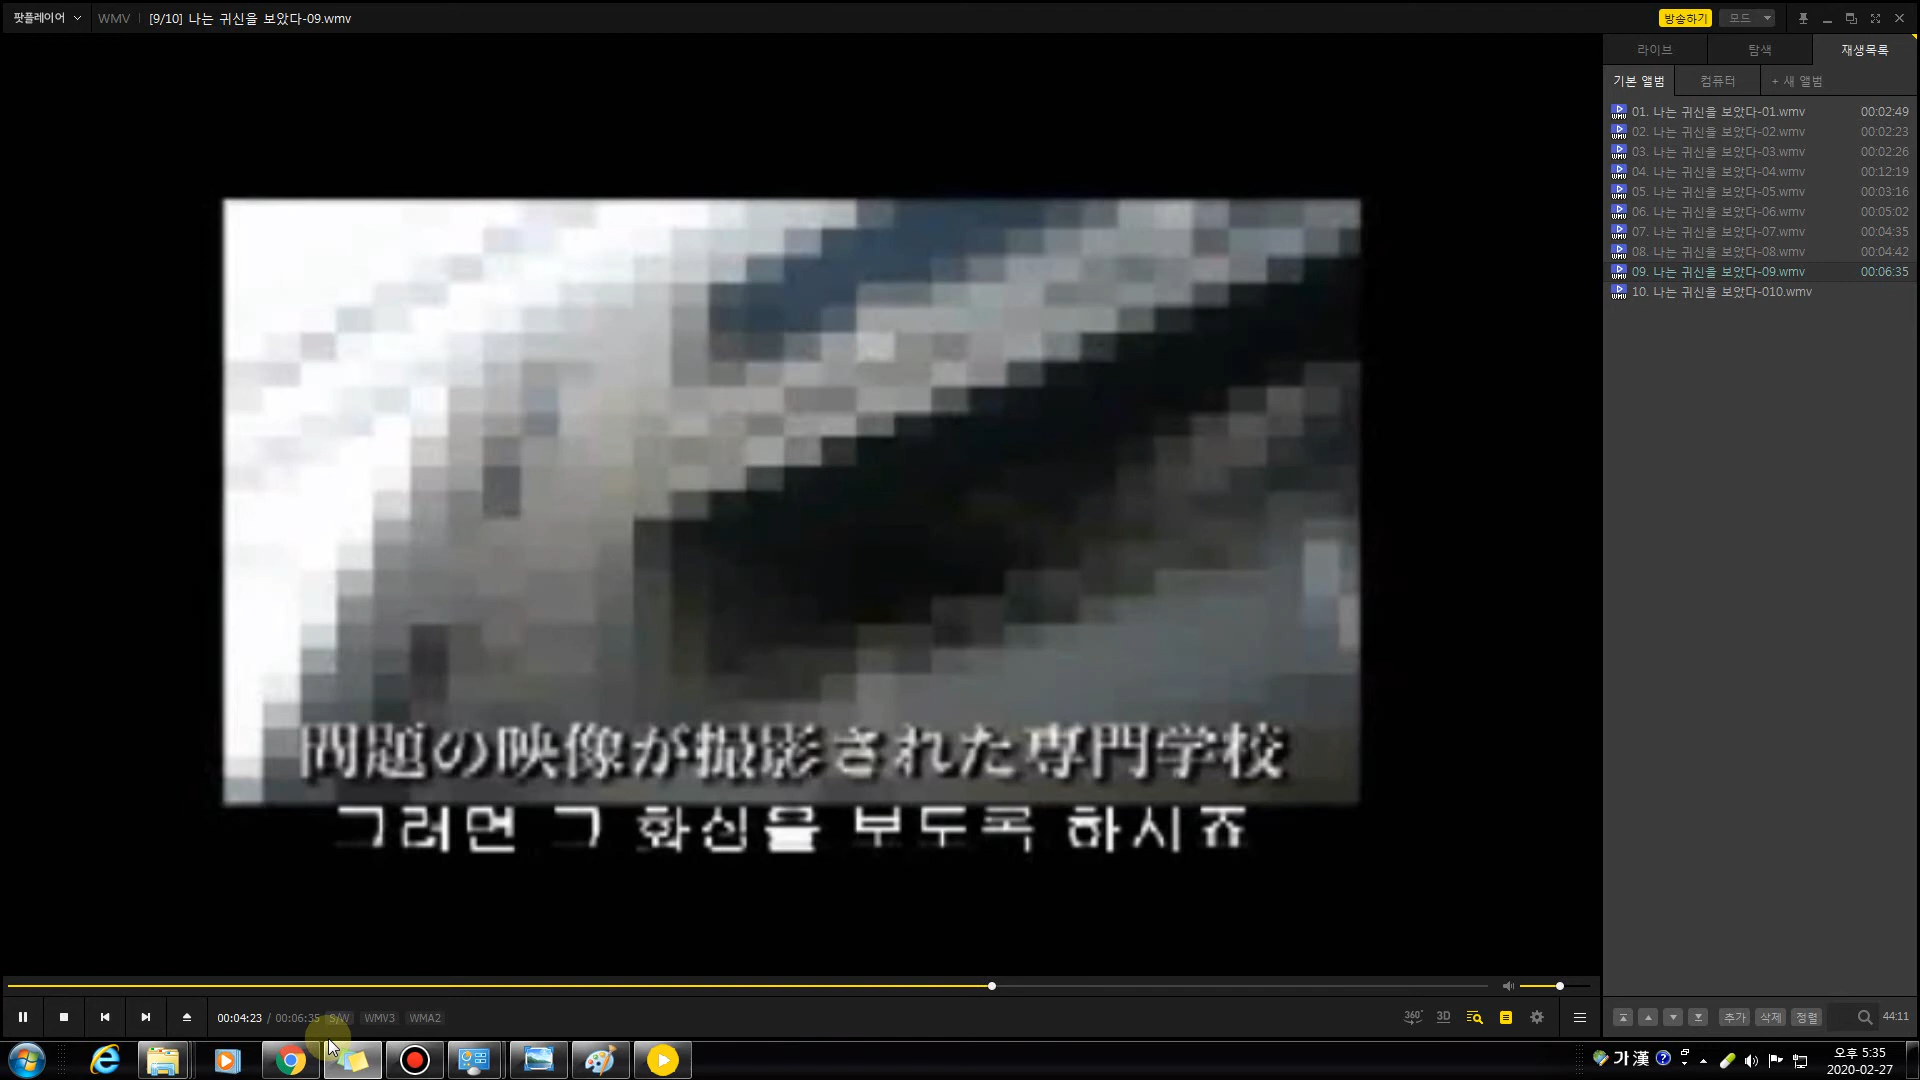 팟플레이어
WMV
[9/10] 나는 귀신을 보았다-09.wmv
방송하기
모드
라이브
탐색
재생목록
기본 앨범
컴퓨터
+ 새 앨범
01. 나는 귀신을 보았다-01.wmv 00:02:49
02. 나는 귀신을 보았다-02.wmv 00:02:23
03. 나는 귀신을 보았다-03.wmv 00:02:26
04. 나는 귀신을 보았다-04.wmv 00:12:19
05. 나는 귀신을 보았다-05.wmv 00:03:16
06. 나는 귀신을 보았다-06.wmv 00:05:02
07. 나는 귀신을 보았다-07.wmv 00:04:35
08. 나는 귀신을 보았다-08.wmv 00:04:42
09. 나는 귀신을 보았다-09.wmv 00:06:35
10. 나는 귀신을 보았다-010.wmv
問題の映像が撮影された専門学校
그러면 그 화신을 보도록 하시죠
00:04:23 / 00:06:35 S/W WMV3 WMA2
360° 3D
추가 삭제 정렬
44:11
가 漢
오후 5:35
2020-02-27